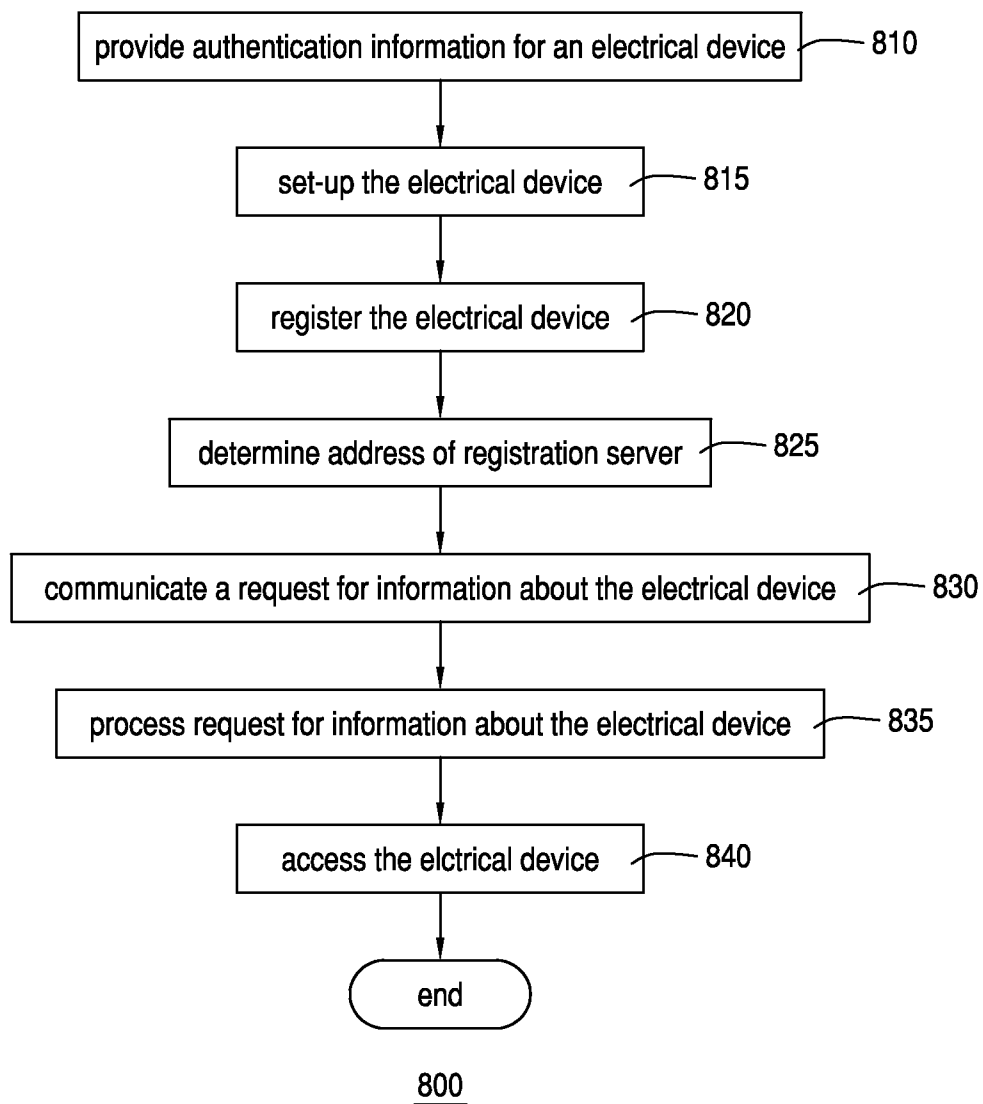 provide authentication information for an electrical device 810
set-up the electrical device 815
register the electrical device 820
determine address of registration server 825
communicate a request for information about the electrical device 830
process request for information about the electrical device 835
access the elctrical device 840
end
800